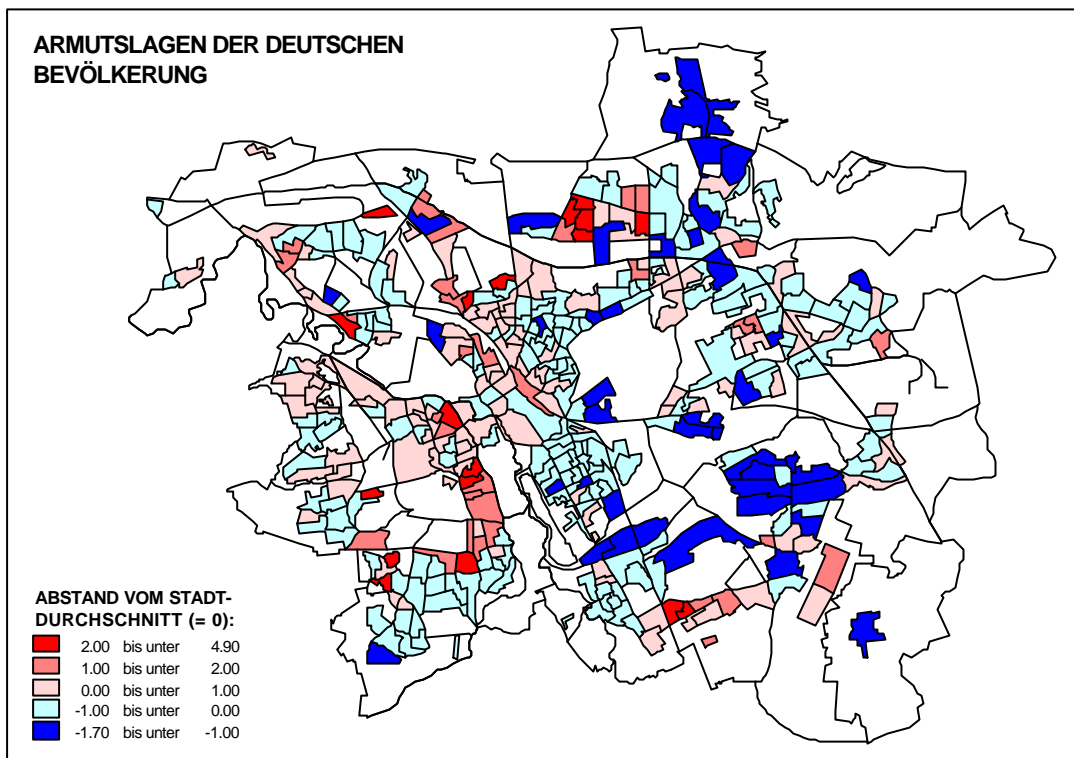 ARMUTSLAGEN DER DEUTSCHEN
BEVÖLKERUNG
ABSTAND VOM STADT-
DURCHSCHNITT (= 0):
2.00 bis unter 4.90
1.00 bis unter 2.00
0.00 bis unter 1.00
-1.00 bis unter 0.00
-1.70 bis unter -1.00